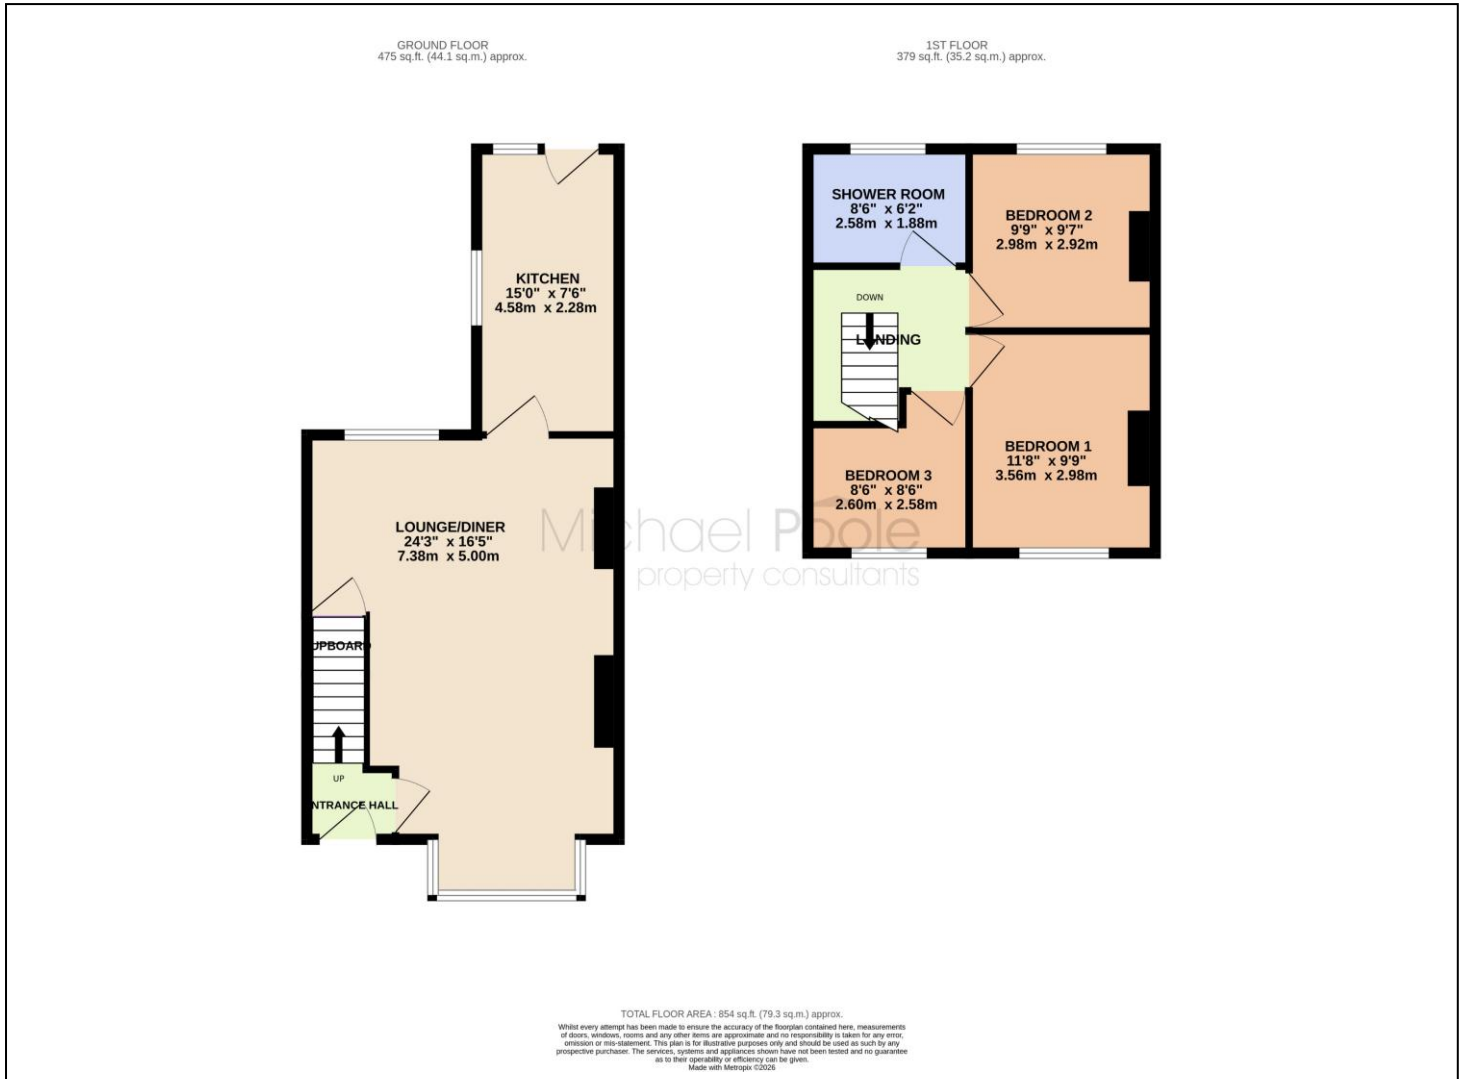 GROUND FLOOR
475 sq.ft. (44.1 sq.m.) approx.
1ST FLOOR
379 sq.ft. (35.2 sq.m.) approx.
KITCHEN
15'0" x 7'6"
4.58m x 2.28m
LOUNGE/DINER
24'3" x 16'5"
7.38m x 5.00m
UPBOARD
UP
NTRANCE HALL
SHOWER ROOM
8'6" x 6'2"
2.58m x 1.88m
BEDROOM 2
9'9" x 9'7"
2.98m x 2.92m
DOWN
LANDING
BEDROOM 1
11'8" x 9'9"
3.56m x 2.98m
BEDROOM 3
8'6" x 8'6"
2.60m x 2.58m
Michael Poole
property consultants
TOTAL FLOOR AREA : 854 sq.ft. (79.3 sq.m.) approx.
Whilst every attempt has been made to ensure the accuracy of the floorplan contained here, measurements
of doors, windows, rooms and any other items are approximate and no responsibility is taken for any error,
omission or mis-statement. This plan is for illustrative purposes only and should be used as such by any
prospective purchaser. The services, systems and appliances shown have not been tested and no guarantee
as to their operability or efficiency can be given.
Made with Metropix ©2026